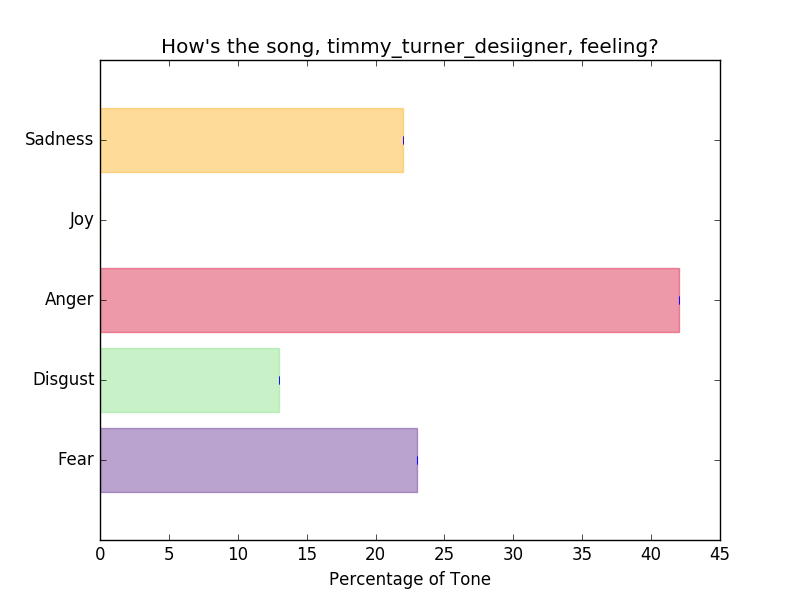 How's the song, timmy_turner_desiigner, feeling?
Sadness
Joy
Anger
Disgust
Fear
0 5 10 15 20 25 30 35 40 45
Percentage of Tone